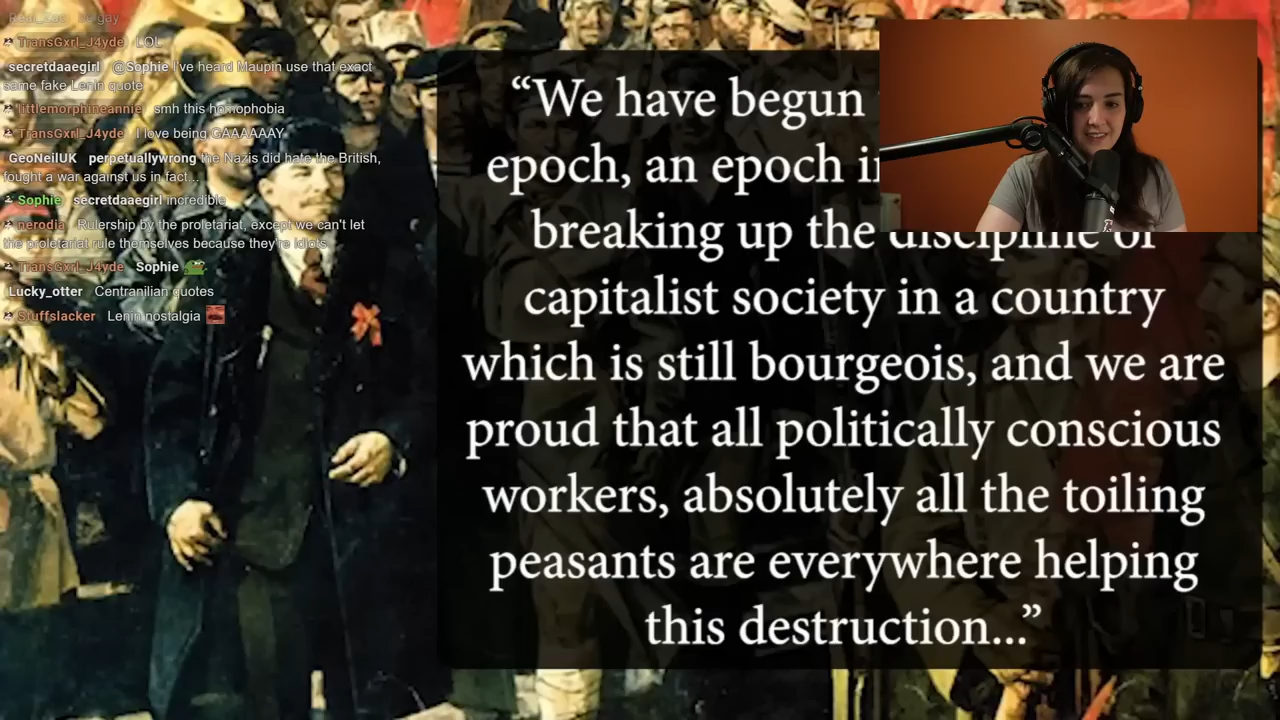 be gay
TransGxrl_J4yde LOL
secretdaaegirl @Sophie I've heard Maupin use that exact
same fake Lenin quote
littlemorphineannie smh this homophobia
TransGxrl_J4yde I love being GAAAAAAY
GeoNeilUK perpetuallywrong the Nazis did hate the British,
fought a war against us in fact...
Sophie secretdaaegirl incredible
nerodia Rulership by the proletariat, except we can't let
the proletariat rule themselves because they're idiots
TransGxrl_J4yde Sophie
Lucky_otter Centranilian quotes
Stuffslacker Lenin nostalgia
“We have begun
epoch, an epoch
breaking up the discipline of
capitalist society in a country
which is still bourgeois, and we are
proud that all politically conscious
workers, absolutely all the toiling
peasants are everywhere helping
this destruction...”